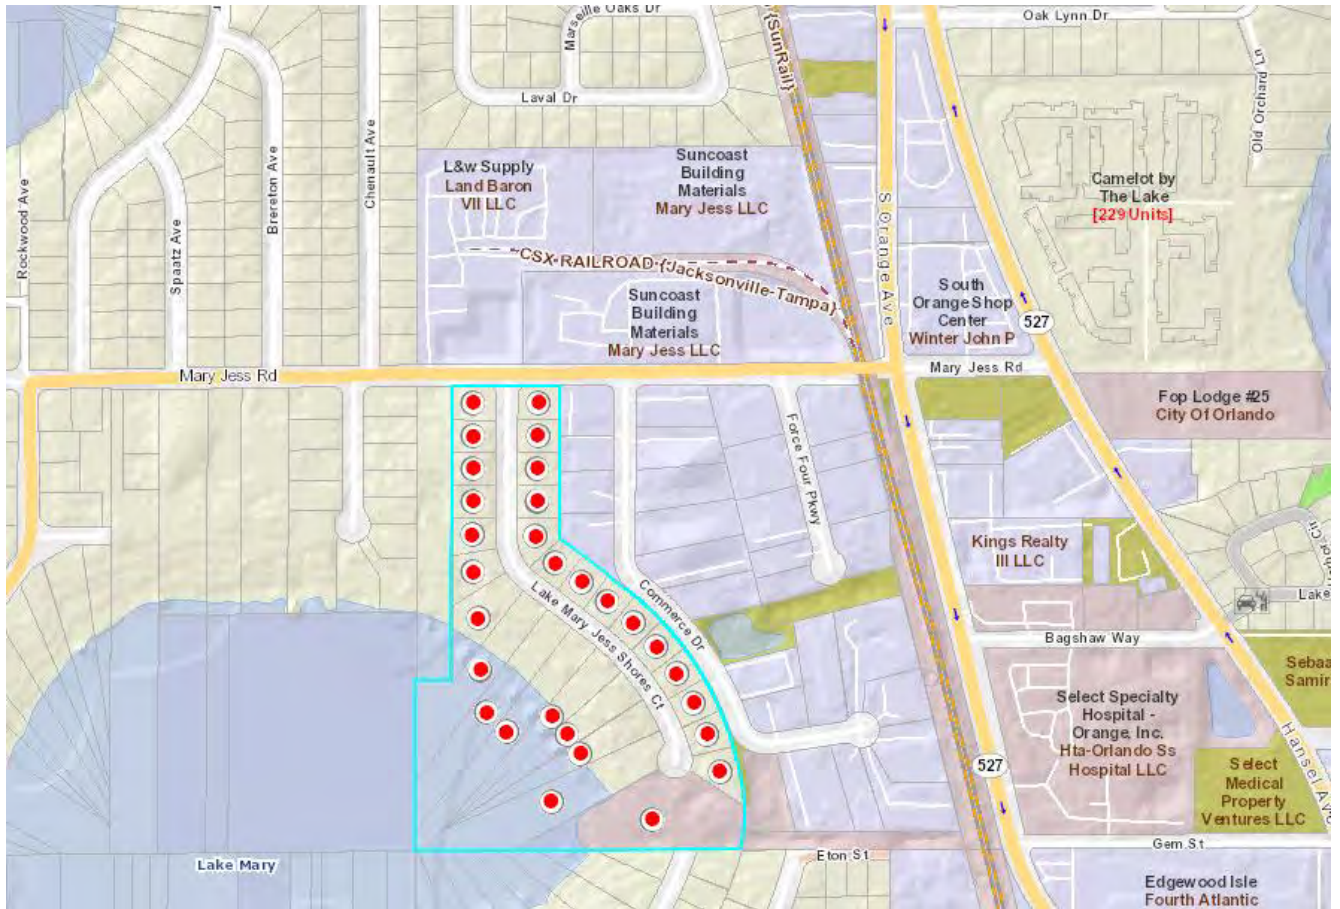 Marseille Oaks Dr
{SunRail}
Oak Lynn Dr
Laval Dr
Old Orchard Ln
Chenault Ave
Brereton Ave
Rockwood Ave
Spaatz Ave
L&w Supply
Land Baron
VII LLC
Suncoast
Building
Materials
Mary Jess LLC
Camelot by
The Lake
[229 Units]
S Orange Ave
CSX RAILROAD {Jacksonville-Tampa}
Suncoast
Building
Materials
Mary Jess LLC
South
Orange Shop
Center
Winter John P
527
Mary Jess Rd
Mary Jess Rd
Fop Lodge #25
City Of Orlando
Force Four Pkwy
Kings Realty
III LLC
Lake
Commerce Dr
Lake Mary Jess Shores Ct
Bagshaw Way
Sebaa
Samir
Select Specialty
Hospital -
Orange, Inc.
Hta-Orlando Ss
Hospital LLC
Hansel Ave
527
Select
Medical
Property
Ventures LLC
Gem St
Eton St
Lake Mary
Edgewood Isle
Fourth Atlantic